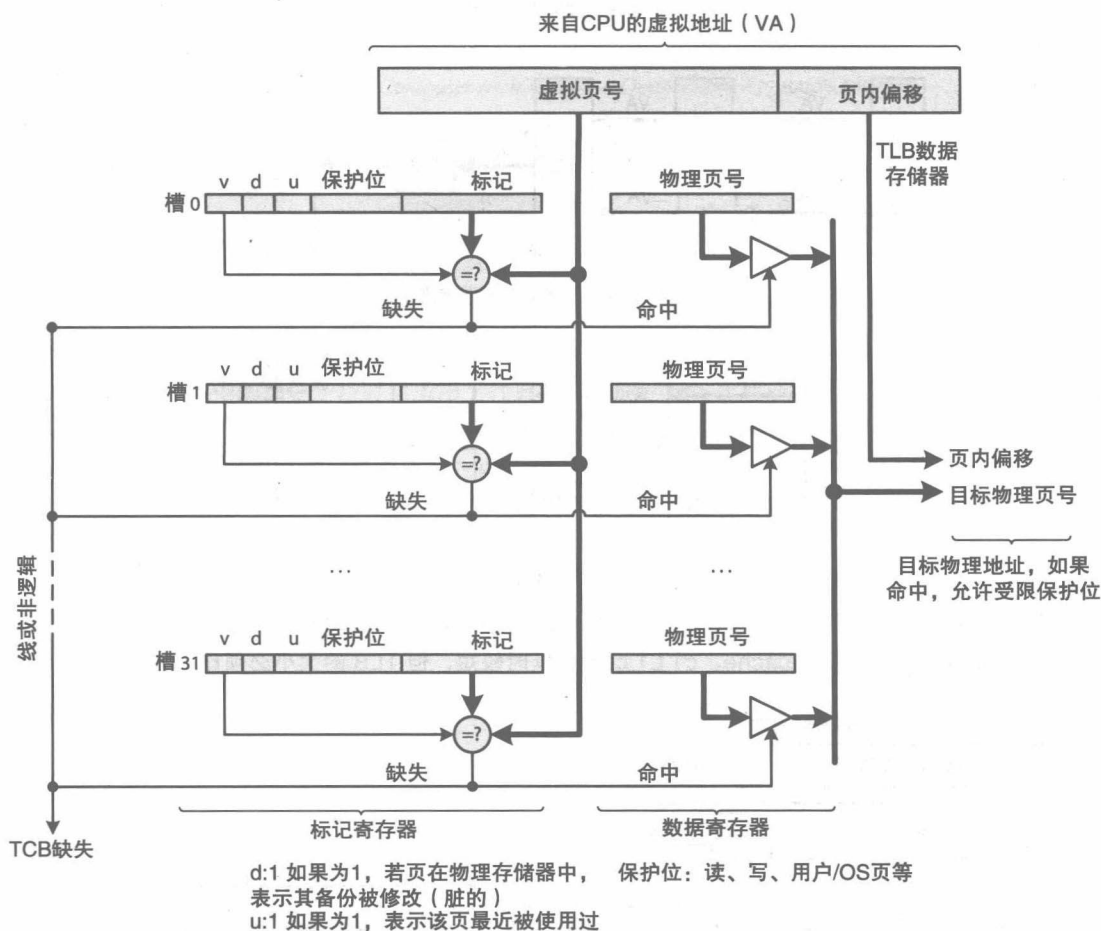 来自CPU的虚拟地址（VA）
虚拟页号 页内偏移
TLB数据
存储器
v d u 保护位 标记 物理页号
槽 0
=?
缺失 命中
v d u 保护位 标记 物理页号
槽 1
=?
缺失 命中
页内偏移
目标物理页号
目标物理地址，如果
命中，允许受限保护位
线或非逻辑
… …
v d u 保护位 标记 物理页号
槽 31
=?
缺失 命中
标记寄存器 数据寄存器
TCB缺失
d:1 如果为1，若页在物理存储器中， 保护位：读、写、用户/OS页等
表示其备份被修改（脏的）
u:1 如果为1，表示该页最近被使用过